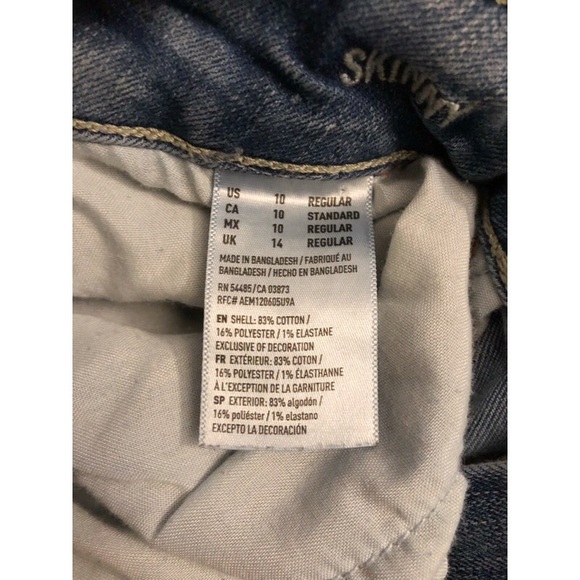 SKINNY
US 10 REGULAR
CA 10 STANDARD
MX 10 REGULAR
UK 14 REGULAR
MADE IN BANGLADESH / FABRIQUÉ AU
BANGLADESH / HECHO EN BANGLADESH
RN 54485/CA 03873
RFC# AEM120605U9A
EN SHELL: 83% COTTON /
16% POLYESTER / 1% ELASTANE
EXCLUSIVE OF DECORATION
FR EXTÉRIEUR: 83% COTON /
16% POLYESTER / 1% ÉLASTHANNE
À L'EXCEPTION DE LA GARNITURE
SP EXTERIOR: 83% algodón /
16% poliéster / 1% elastano
EXCEPTO LA DECORACIÓN